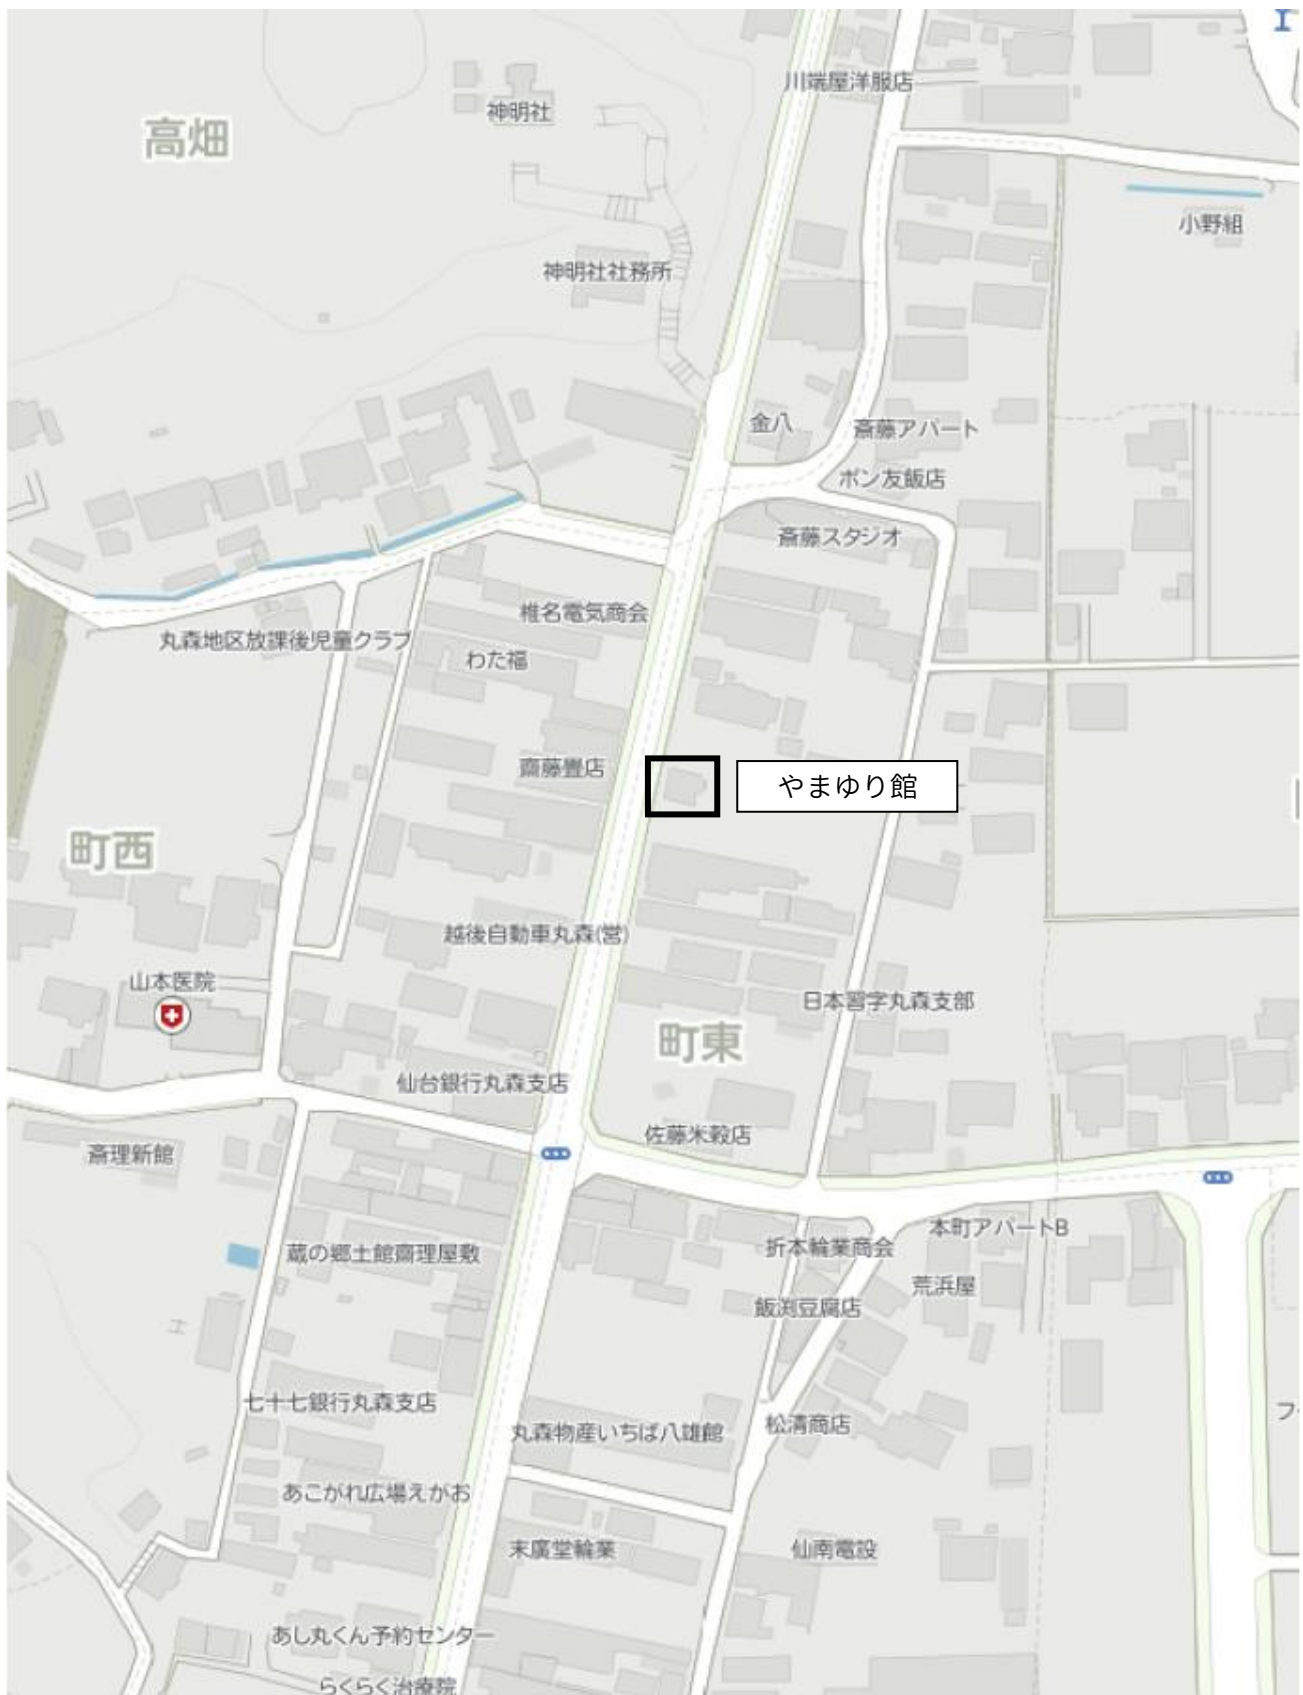 川端屋洋服店
神明社
高畑
小野組
神明社社務所
金八
斎藤アパート
ポン友飯店
斎藤スタジオ
椎名電気商会
丸森地区放課後児童クラブ
わた福
齋藤畳店
やまゆり館
町西
越後自動車丸森(営)
山本医院
日本習字丸森支部
町東
仙台銀行丸森支店
佐藤米穀店
斎理新館
本町アパートB
折本輪業商会
蔵の郷土館齋理屋敷
荒浜屋
飯渕豆腐店
七十七銀行丸森支店
松清商店
丸森物産いちば八雄館
あこがれ広場えがお
末廣堂輪業
仙南電設
あし丸くん予約センター
らくらく治療院